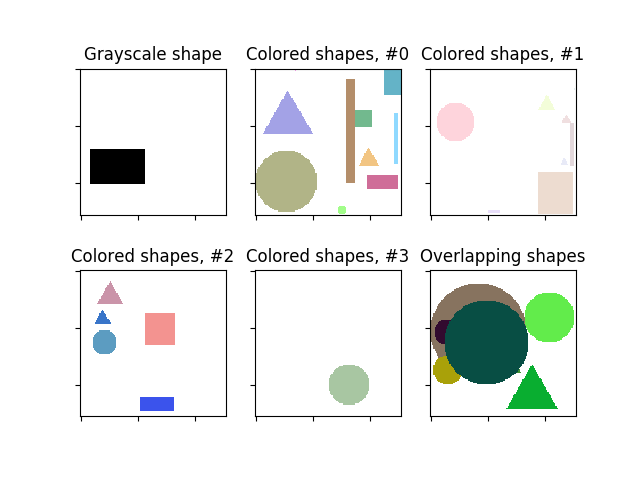 Grayscale shape
Colored shapes, #0
Colored shapes, #1
Colored shapes, #2
Colored shapes, #3
Overlapping shapes